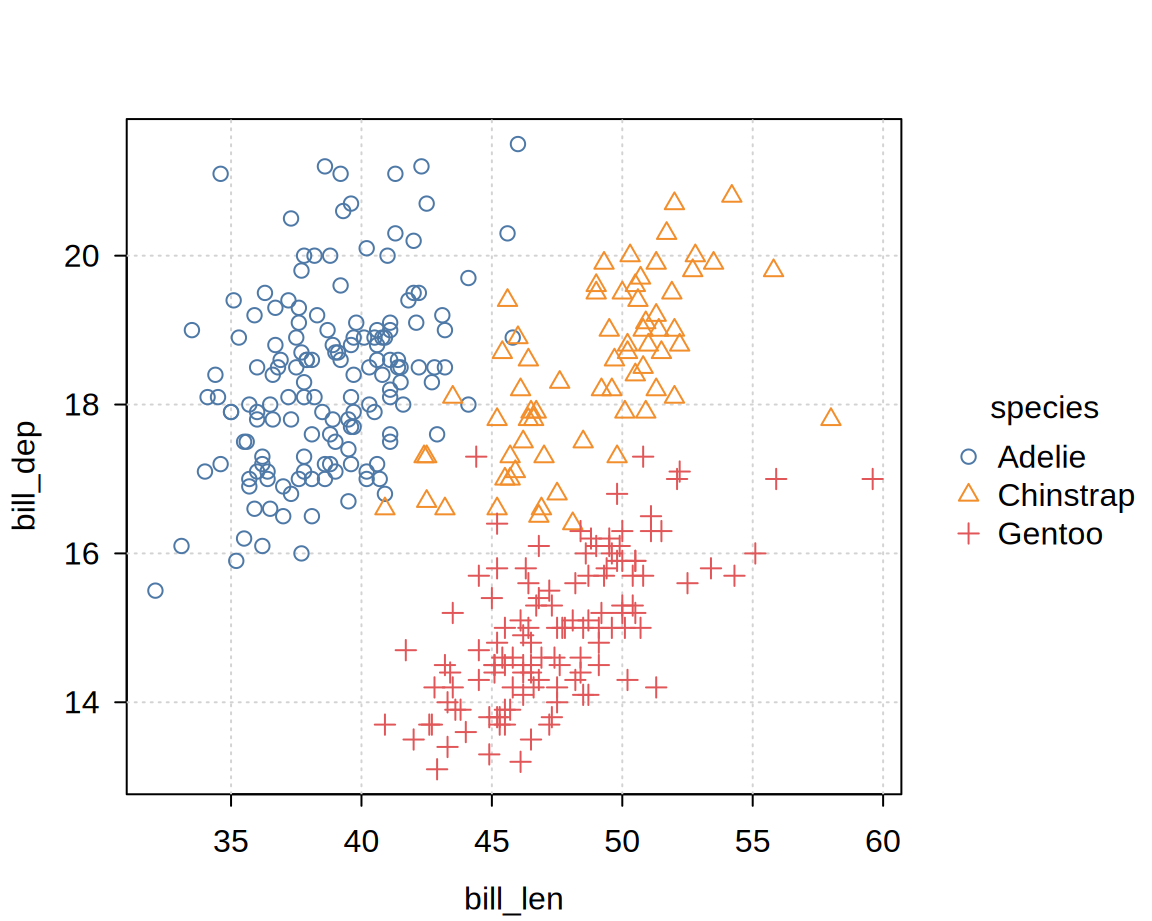 bill_dep
20
18
16
14
35 40 45 50 55 60
bill_len
species
Adelie
Chinstrap
Gentoo